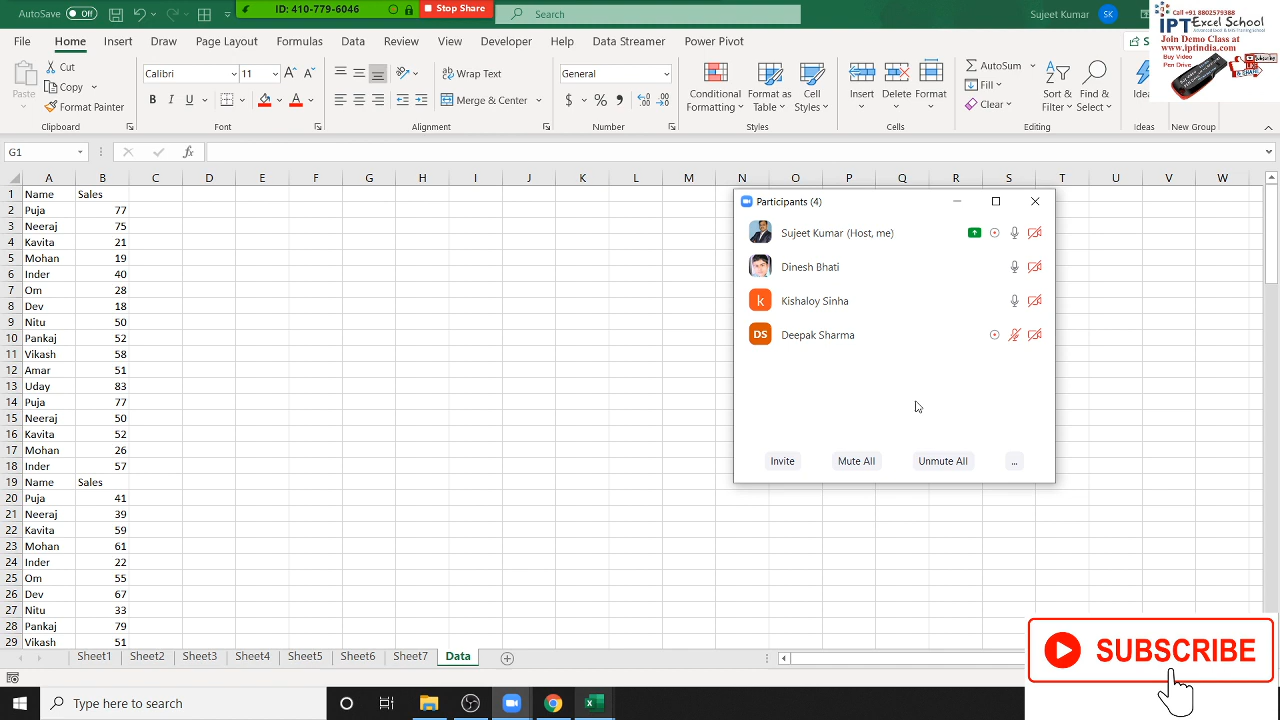 AutoSave Off ID: 410-779-6046 Stop Share Search Sujeet Kumar SK
Call +91 8802579388
IPT Excel School
Advanced Excel & MIS Training School
Join Demo Class at
www.iptindia.com
Buy Video
Pen Drive
File Home Insert Draw Page Layout Formulas Data Review View Developer Help Data Streamer Power Pivot
Paste Cut Copy Format Painter
Calibri 11 B I U A
Wrap Text Merge & Center
General $ % ,
Conditional Formatting Format as Table Cell Styles
Insert Delete Format
AutoSum Fill Clear
Sort & Filter Find & Select
Ideas
Clipboard Font Alignment Number Styles Cells Editing Ideas New Group
G1 fx
A B C D E F G H I J K L M N O P Q R S T U V W
1 Name Sales
2 Puja 77
3 Neeraj 75
4 Kavita 21
5 Mohan 19
6 Inder 40
7 Om 28
8 Dev 18
9 Nitu 50
10 Pankaj 52
11 Vikash 58
12 Amar 51
13 Uday 83
14 Puja 77
15 Neeraj 50
16 Kavita 52
17 Mohan 26
18 Inder 57
19 Name Sales
20 Puja 41
21 Neeraj 39
22 Kavita 59
23 Mohan 61
24 Inder 22
25 Om 55
26 Dev 67
27 Nitu 33
28 Pankaj 79
29 Vikash 51
Participants (4)
Sujeet Kumar (Host, me)
Dinesh Bhati
k Kishaloy Sinha
DS Deepak Sharma
Invite Mute All Unmute All ...
SUBSCRIBE
Sheet1 Sheet2 Sheet3 Sheet4 Sheet5 Sheet6 Sheet7 Data
Type here to search